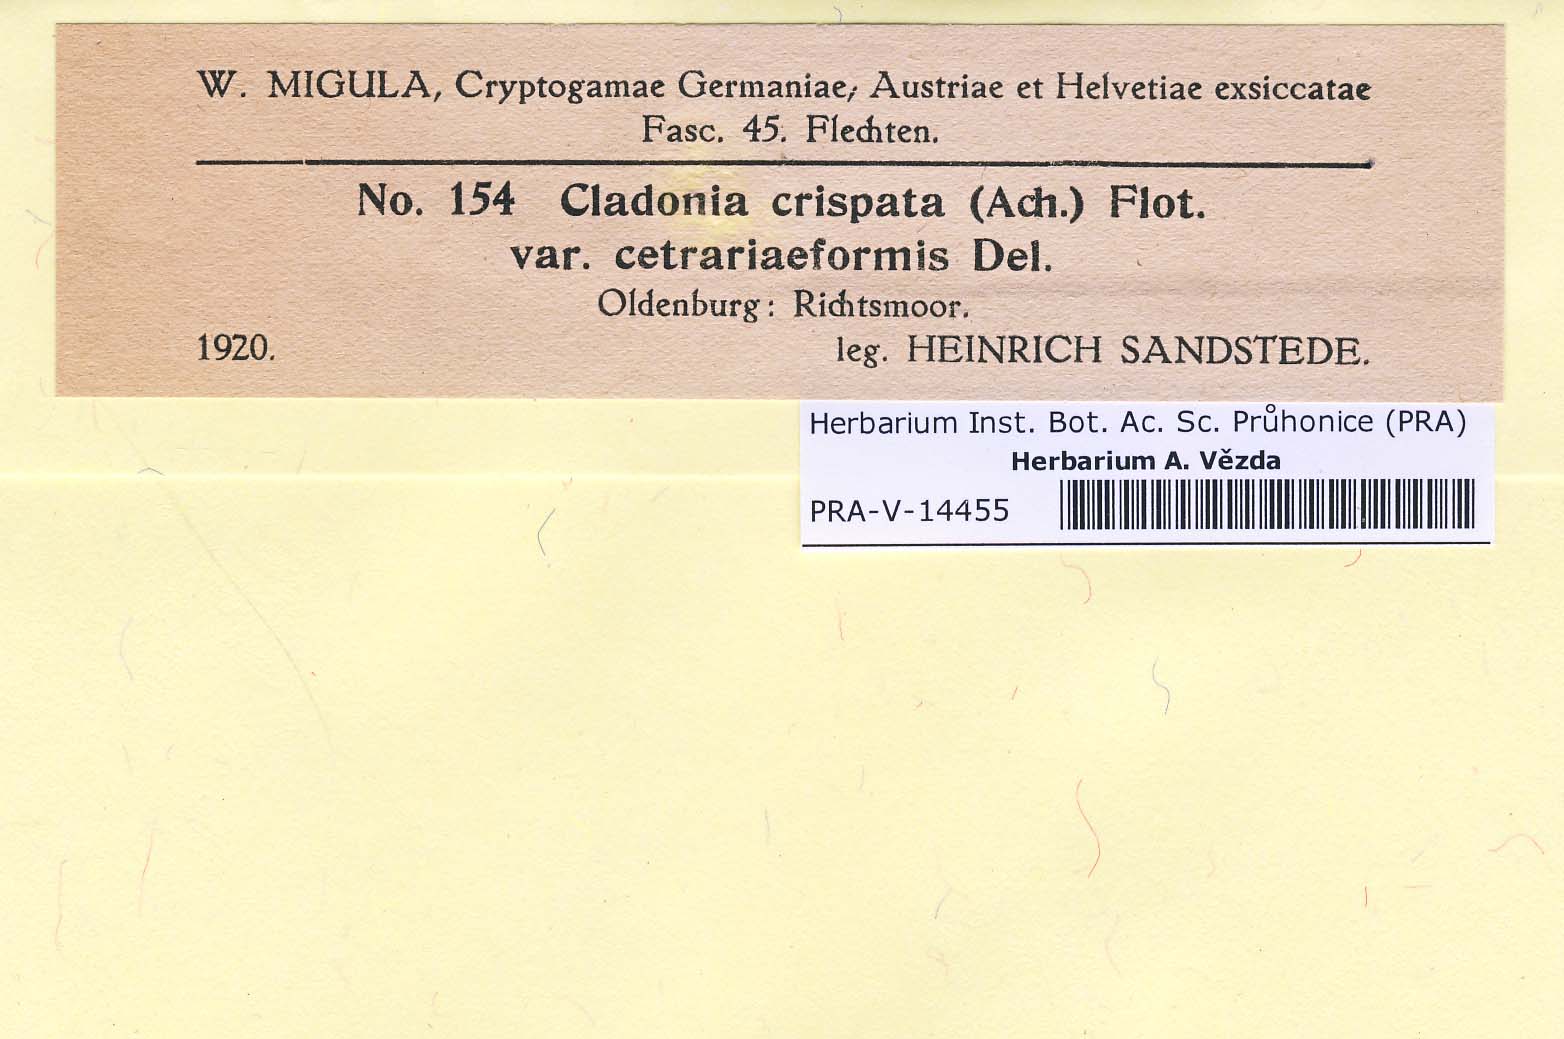 W. MIGULA, Cryptogamae Germaniae, Austriae et Helvetiae exsiccatae
Fasc. 45. Flechten.
No. 154 Cladonia crispata (Ach.) Flot.
var. cetrariaeformis Del.
Oldenburg: Richtsmoor.
1920. leg. HEINRICH SANDSTEDE.
Herbarium Inst. Bot. Ac. Sc. Průhonice (PRA)
Herbarium A. Vězda
PRA-V-14455